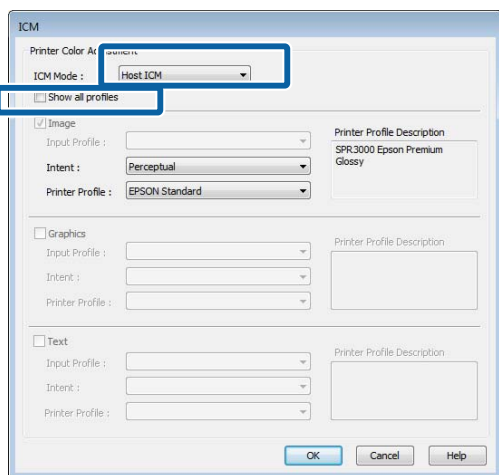 ICM
Printer Color Adjustment
ICM Mode : Host ICM
Show all profiles
Image
Input Profile :
Intent : Perceptual
Printer Profile : EPSON Standard
Printer Profile Description
SPR3000 Epson Premium
Glossy
Graphics
Input Profile :
Intent :
Printer Profile :
Printer Profile Description
Text
Input Profile :
Intent :
Printer Profile :
Printer Profile Description
OK Cancel Help